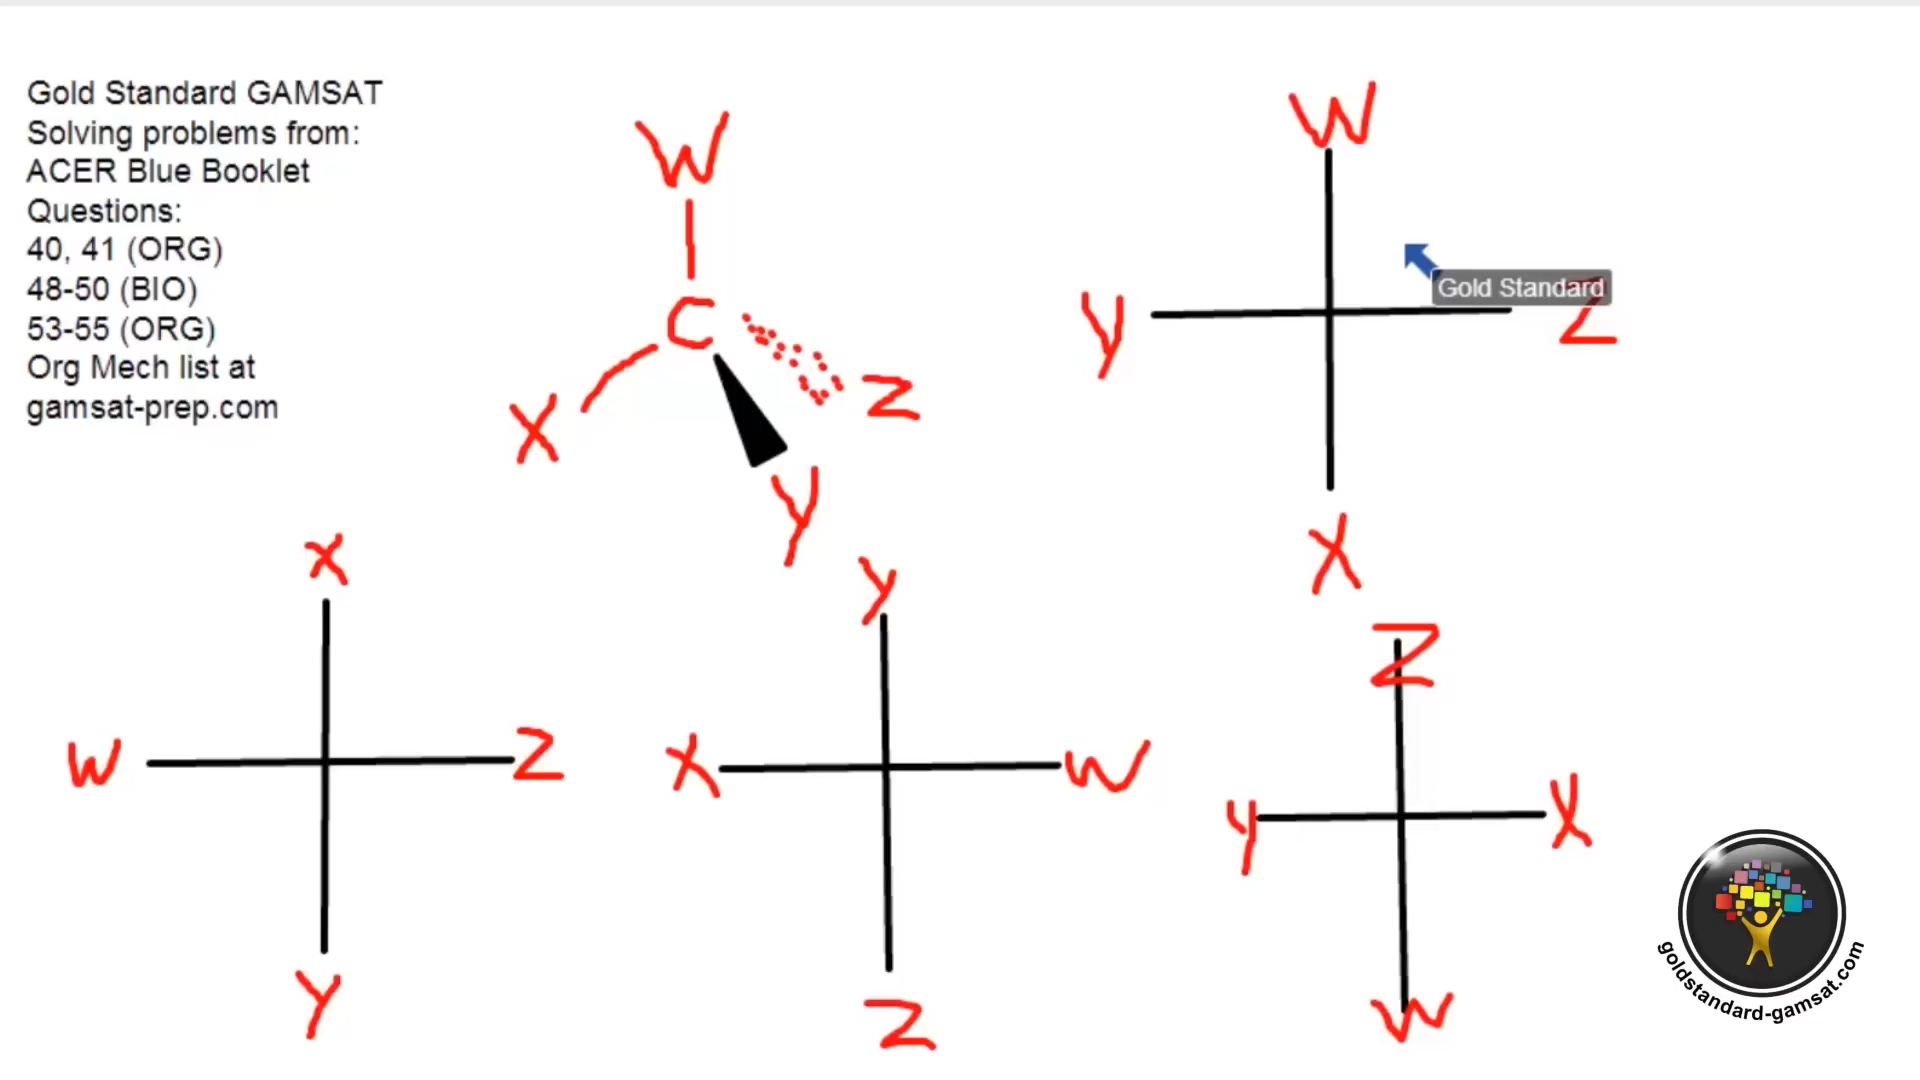 Gold Standard GAMSAT
Solving problems from:
ACER Blue Booklet
Questions:
40, 41 (ORG)
48-50 (BIO)
53-55 (ORG)
Org Mech list at
gamsat-prep.com
W
C
X
Z
Y
W
Gold Standard
Y
Z
X
X
W
Z
Y
Y
X
W
Z
Z
Y
X
W
goldstandard-gamsat.com